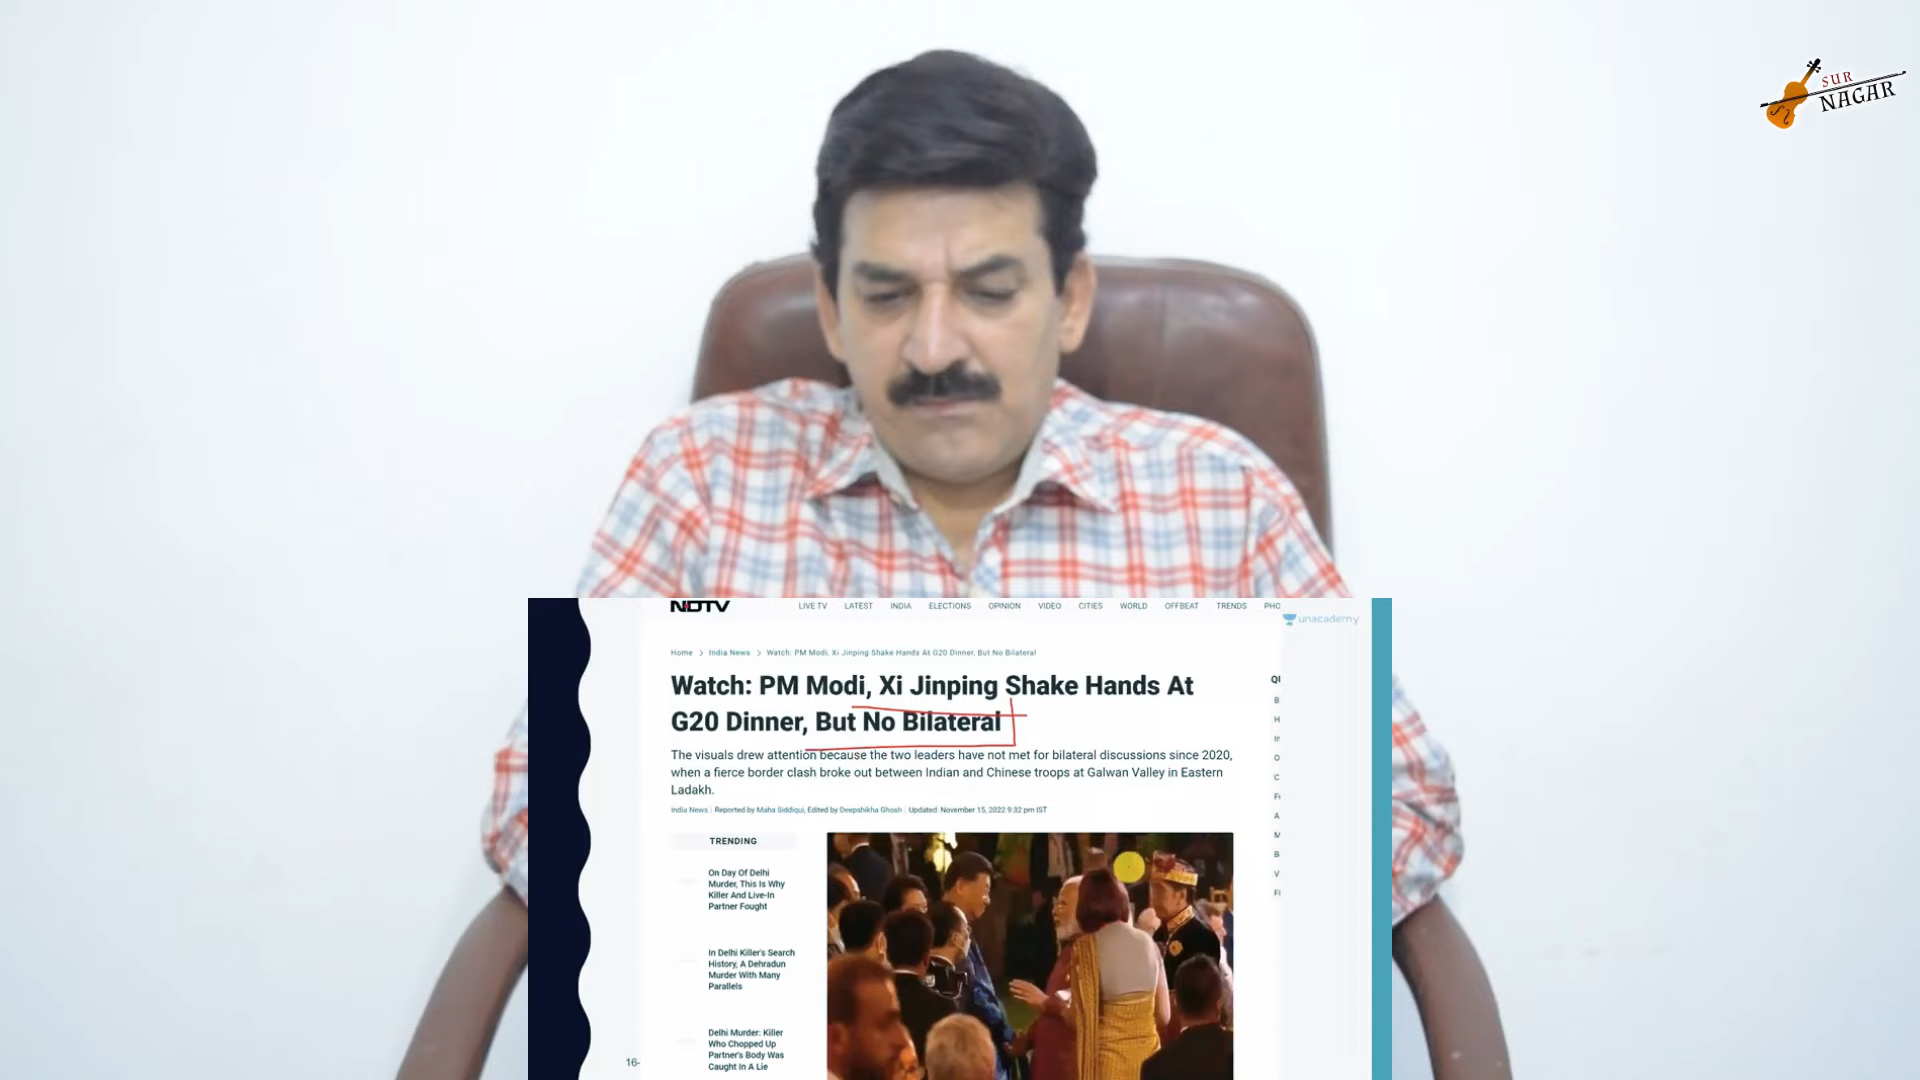 SUR
NAGAR
NDTV
LIVE TV LATEST INDIA ELECTIONS OPINION VIDEO CITIES WORLD OFFBEAT TRENDS PHO
unacademy
Home > India News > Watch: PM Modi, Xi Jinping Shake Hands At G20 Dinner, But No Bilateral
Watch: PM Modi, Xi Jinping Shake Hands At
G20 Dinner, But No Bilateral
The visuals drew attention because the two leaders have not met for bilateral discussions since 2020,
when a fierce border clash broke out between Indian and Chinese troops at Galwan Valley in Eastern
Ladakh.
India News | Reported by Maha Siddiqui, Edited by Deepshikha Ghosh | Updated: November 15, 2022 9:32 pm IST
TRENDING
On Day Of Delhi
Murder, This Is Why
Killer And Live-In
Partner Fought
In Delhi Killer's Search
History, A Dehradun
Murder With Many
Parallels
Delhi Murder: Killer
Who Chopped Up
Partner's Body Was
Caught In A Lie
16-